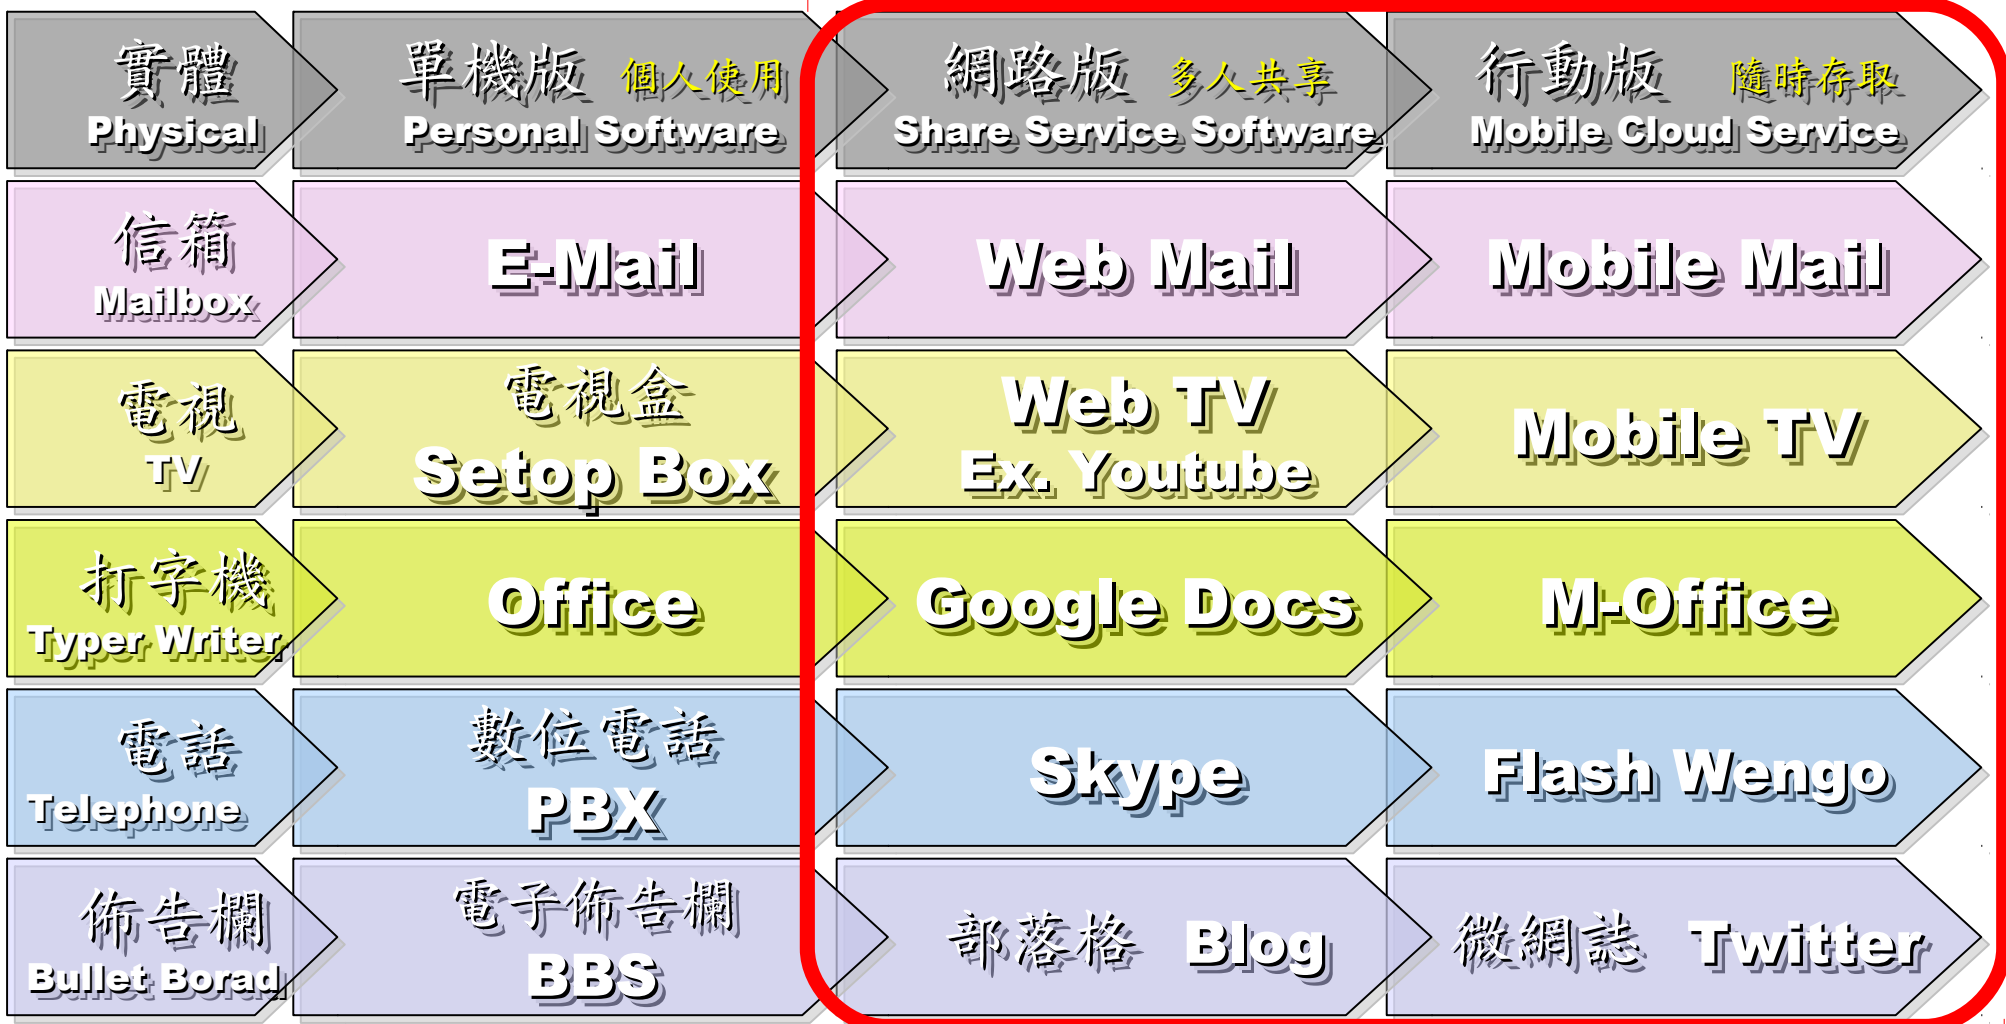 實體
Physical
單機版 個人使用
Personal Software
網路版 多人共享
Share Service Software
行動版 隨時存取
Mobile Cloud Service
信箱
Mailbox
E-Mail
Web Mail
Mobile Mail
電視
TV
電視盒
Setop Box
Web TV
Ex. Youtube
Mobile TV
打字機
Typer Writer
Office
Google Docs
M-Office
電話
Telephone
數位電話
PBX
Skype
Flash Wengo
佈告欄
Bullet Borad
電子佈告欄
BBS
部落格 Blog
微網誌 Twitter